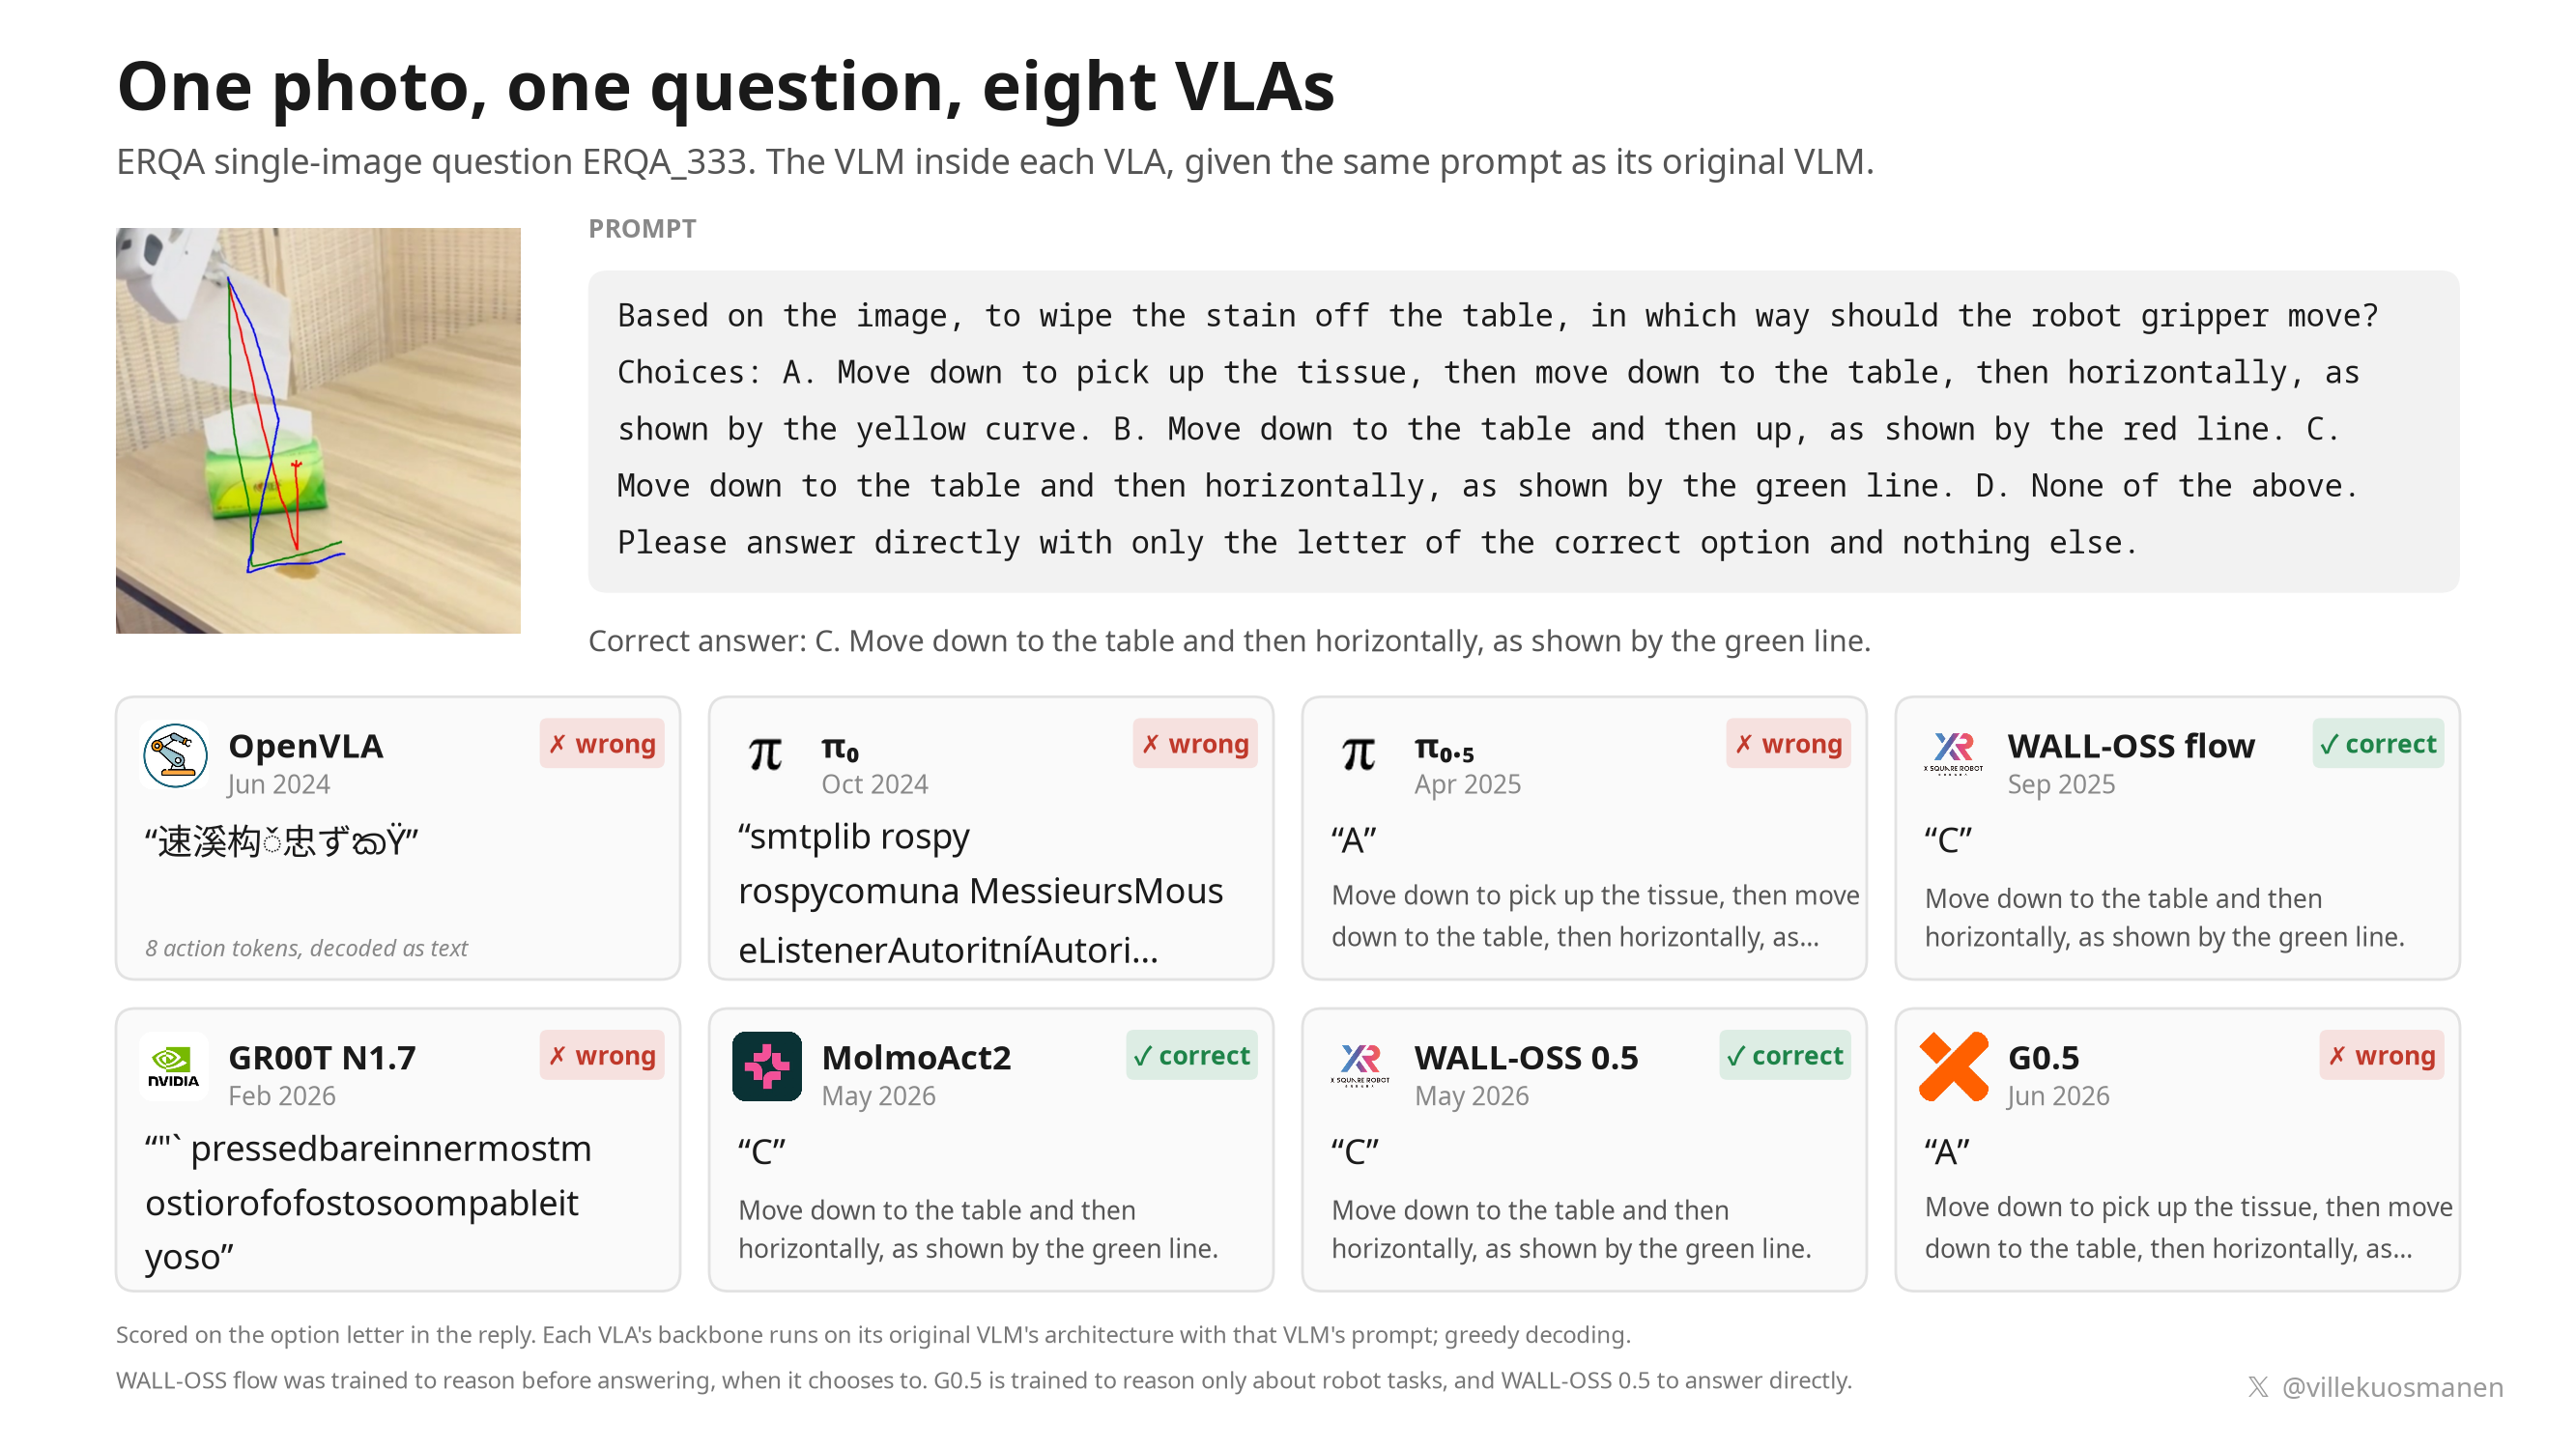 One photo, one question, eight VLAs
ERQA single-image question ERQA_333. The VLM inside each VLA, given the same prompt as its original VLM.
PROMPT
Based on the image, to wipe the stain off the table, in which way should the robot gripper move?
Choices: A. Move down to pick up the tissue, then move down to the table, then horizontally, as
shown by the yellow curve. B. Move down to the table and then up, as shown by the red line. C.
Move down to the table and then horizontally, as shown by the green line. D. None of the above.
Please answer directly with only the letter of the correct option and nothing else.
Correct answer: C. Move down to the table and then horizontally, as shown by the green line.
OpenVLA
✗ wrong
Jun 2024
8 action tokens, decoded as text
π
π₀
✗ wrong
Oct 2024
“smtplib rospy
rospycomuna MessieursMous
eListenerAutoritníAutori…
π
π₀.₅
✗ wrong
Apr 2025
“A”
Move down to pick up the tissue, then move
down to the table, then horizontally, as…
X SQUARE ROBOT
WALL-OSS flow
✓ correct
Sep 2025
“C”
Move down to the table and then
horizontally, as shown by the green line.
NVIDIA
GR00T N1.7
✗ wrong
Feb 2026
“"` pressedbareinnermostm
ostiorofofostosoompableit
yoso”
MolmoAct2
✓ correct
May 2026
“C”
Move down to the table and then
horizontally, as shown by the green line.
X SQUARE ROBOT
WALL-OSS 0.5
✓ correct
May 2026
“C”
Move down to the table and then
horizontally, as shown by the green line.
G0.5
✗ wrong
Jun 2026
“A”
Move down to pick up the tissue, then move
down to the table, then horizontally, as…
Scored on the option letter in the reply. Each VLA's backbone runs on its original VLM's architecture with that VLM's prompt; greedy decoding.
WALL-OSS flow was trained to reason before answering, when it chooses to. G0.5 is trained to reason only about robot tasks, and WALL-OSS 0.5 to answer directly.
𝕏 @villekuosmanen